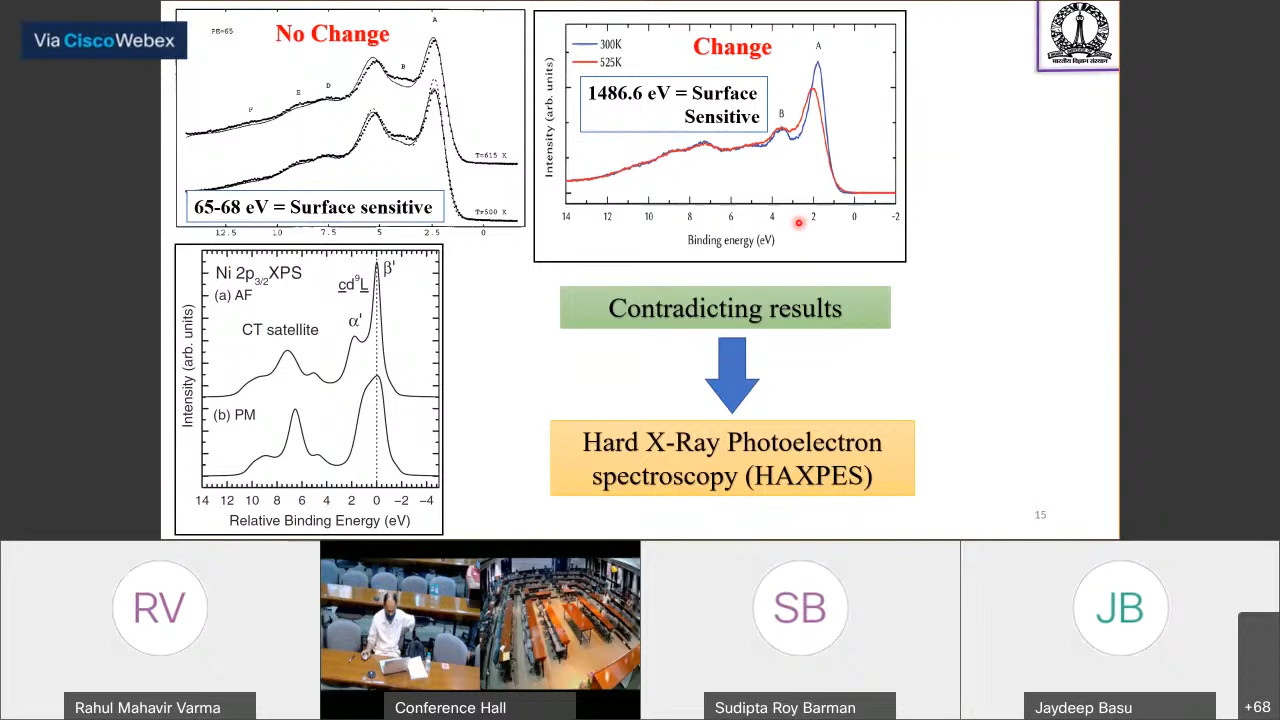 Via Cisco Webex
PE=65
No Change
A
B
D
E
F
T=615 K
65-68 eV = Surface sensitive
T=500 K
12.5 10 7.5 5 2.5 0
Change
300K
525K
A
1486.6 eV = Surface
Sensitive
B
Intensity (arb. units)
14 12 10 8 6 4 2 0 -2
Binding energy (eV)
भारतीय विज्ञान संस्थान
Ni 2p3/2XPS
(a) AF
cd9L
β'
CT satellite
α'
(b) PM
Intensity (arb. units)
14 12 10 8 6 4 2 0 −2 −4
Relative Binding Energy (eV)
Contradicting results
Hard X-Ray Photoelectron
spectroscopy (HAXPES)
15
RV
SB
JB
Rahul Mahavir Varma
Conference Hall
Sudipta Roy Barman
Jaydeep Basu
+68